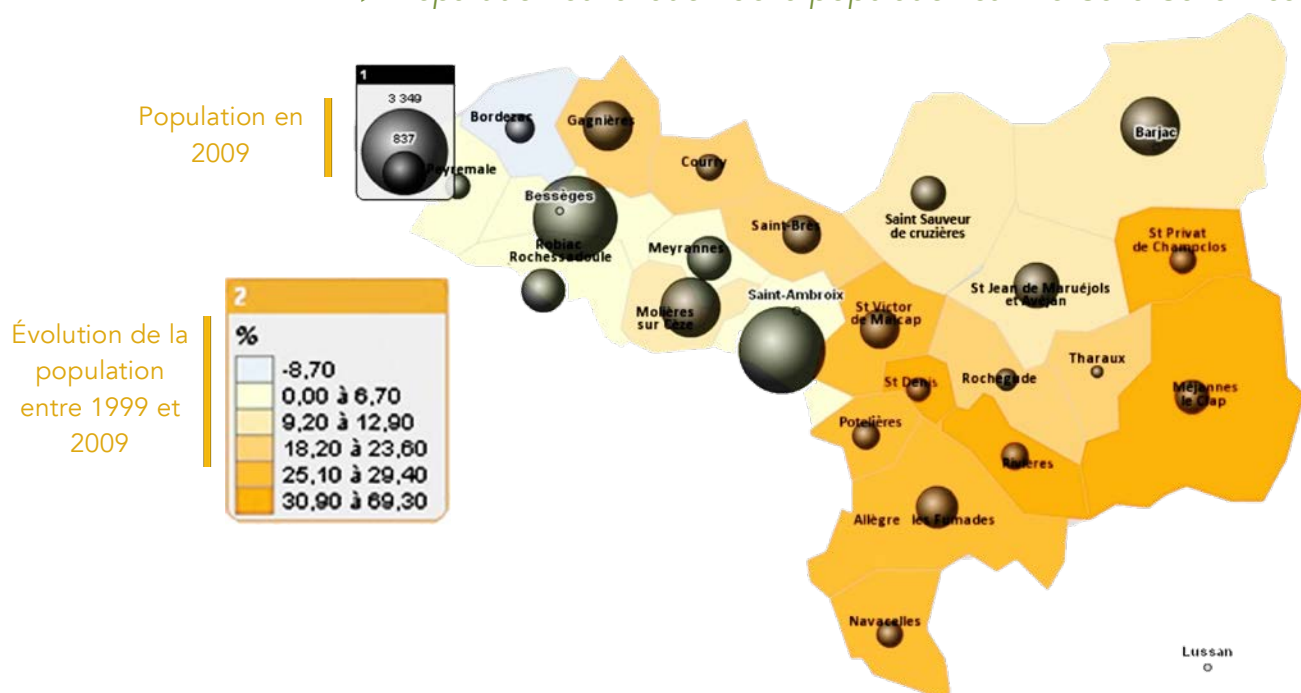 Population en
2009
1
3 349
837
Évolution de la
population
entre 1999 et
2009
2
%
-8,70
0,00 à 6,70
9,20 à 12,90
18,20 à 23,60
25,10 à 29,40
30,90 à 69,30
Bordezac
Gagnières
Barjac
Peyremale
Courry
Bessèges
Saint-Brès
Saint Sauveur
de cruzières
St Privat
de Champclos
Robiac
Rochessadoule
Meyrannes
Saint-Ambroix
St Jean de Maruéjols
et Avéjan
Molières
sur Cèze
St Victor
de Malcap
Tharaux
St Denis
Rochegude
Méjannes
le Clap
Potelières
Rivières
Allègre les Fumades
Navacelles
Lussan